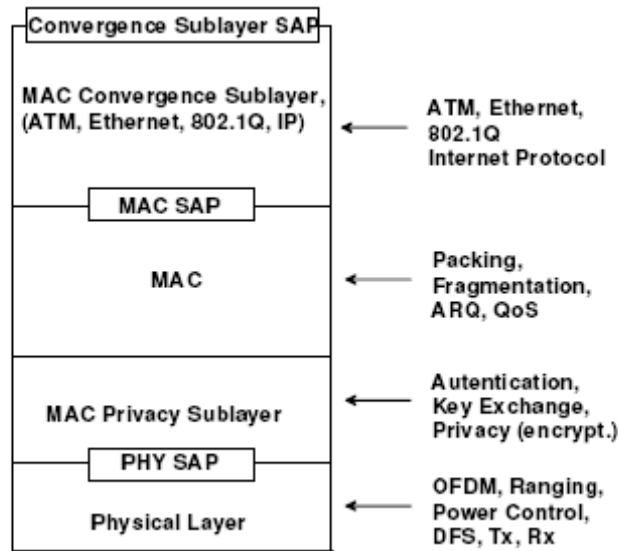 Convergence Sublayer SAP
MAC Convergence Sublayer,
(ATM, Ethernet, 802.1Q, IP)
ATM, Ethernet,
802.1Q
Internet Protocol
MAC SAP
MAC
Packing,
Fragmentation,
ARQ, QoS
MAC Privacy Sublayer
Autentication,
Key Exchange,
Privacy (encrypt.)
PHY SAP
Physical Layer
OFDM, Ranging,
Power Control,
DFS, Tx, Rx